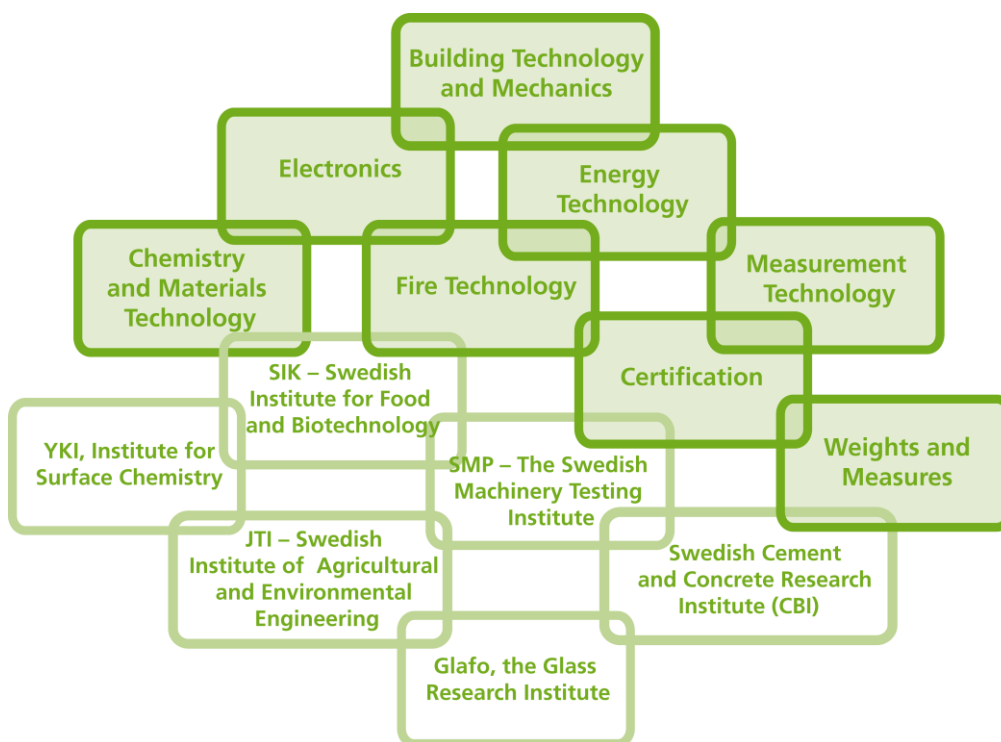 Building Technology
and Mechanics
Electronics
Energy
Technology
Chemistry
and Materials
Technology
Fire Technology
Measurement
Technology
SIK – Swedish
Institute for Food
and Biotechnology
Certification
YKI, Institute for
Surface Chemistry
SMP – The Swedish
Machinery Testing
Institute
Weights and
Measures
JTI – Swedish
Institute of Agricultural
and Environmental
Engineering
Swedish Cement
and Concrete Research
Institute (CBI)
Glafo, the Glass
Research Institute